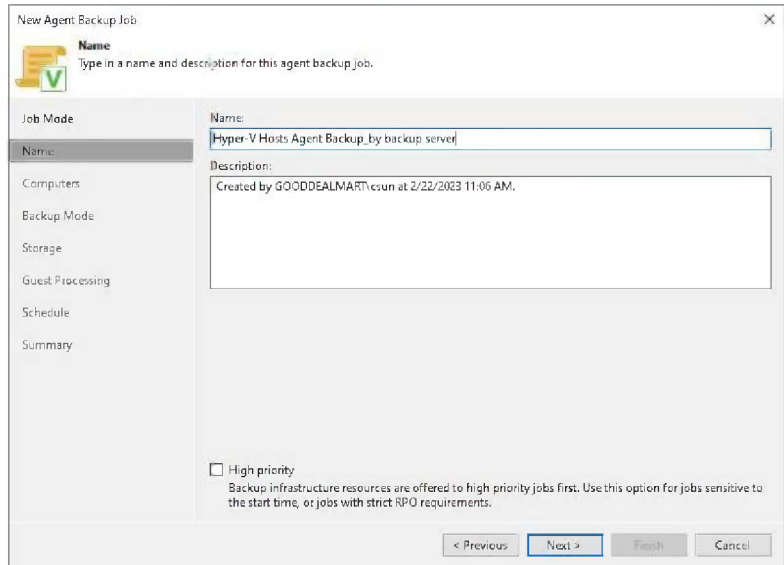 New Agent Backup Job
Name
Type in a name and description for this agent backup job.
Job Mode
Name
Computers
Backup Mode
Storage
Guest Processing
Schedule
Summary
Name:
Hyper-V Hosts Agent Backup_by backup server
Description:
Created by GOODDEALMART\csun at 2/22/2023 11:06 AM.
High priority
Backup infrastructure resources are offered to high priority jobs first. Use this option for jobs sensitive to
the start time, or jobs with strict RPO requirements.
< Previous
Next >
Finish
Cancel